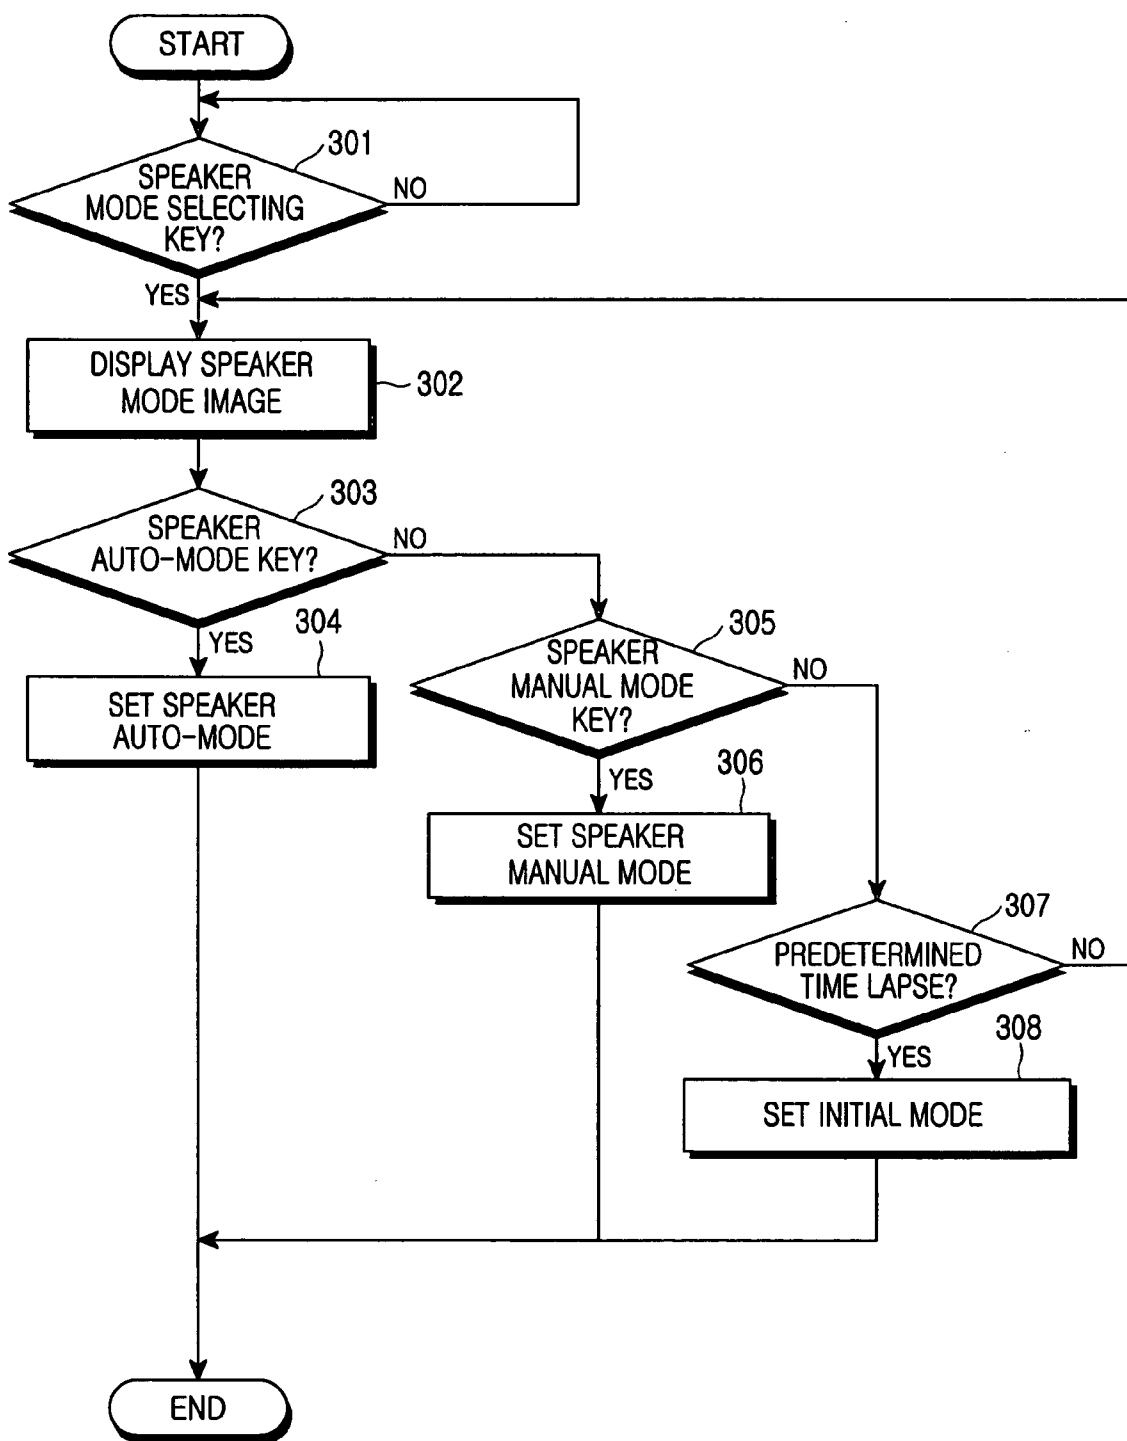 START
301
SPEAKER
MODE SELECTING
KEY?
NO
YES
DISPLAY SPEAKER
MODE IMAGE
302
303
SPEAKER
AUTO-MODE KEY?
NO
YES
304
SET SPEAKER
AUTO-MODE
305
SPEAKER
MANUAL MODE
KEY?
NO
YES
306
SET SPEAKER
MANUAL MODE
307
PREDETERMINED
TIME LAPSE?
NO
YES
308
SET INITIAL MODE
END